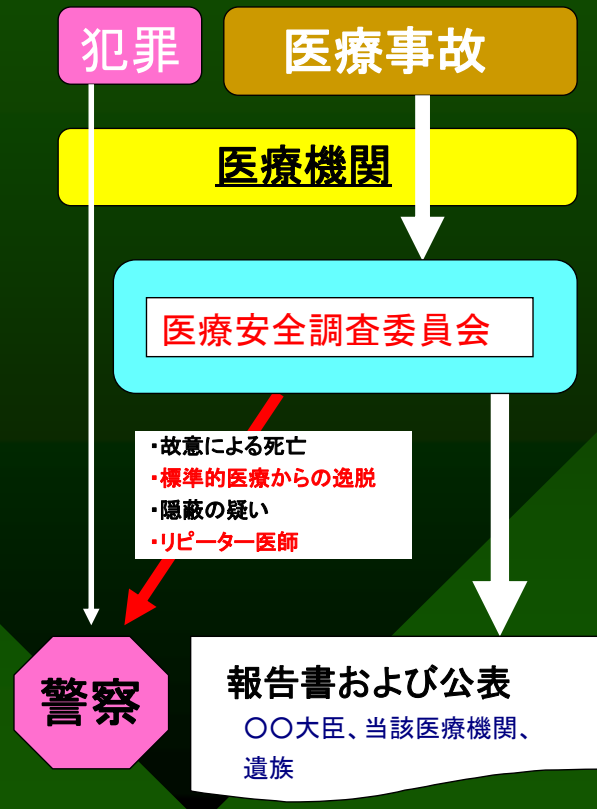 犯罪
医療事故
医療機関
医療安全調査委員会
・故意による死亡
・標準的医療からの逸脱
・隠蔽の疑い
・リピーター医師
警察
報告書および公表
〇〇大臣、当該医療機関、
遺族